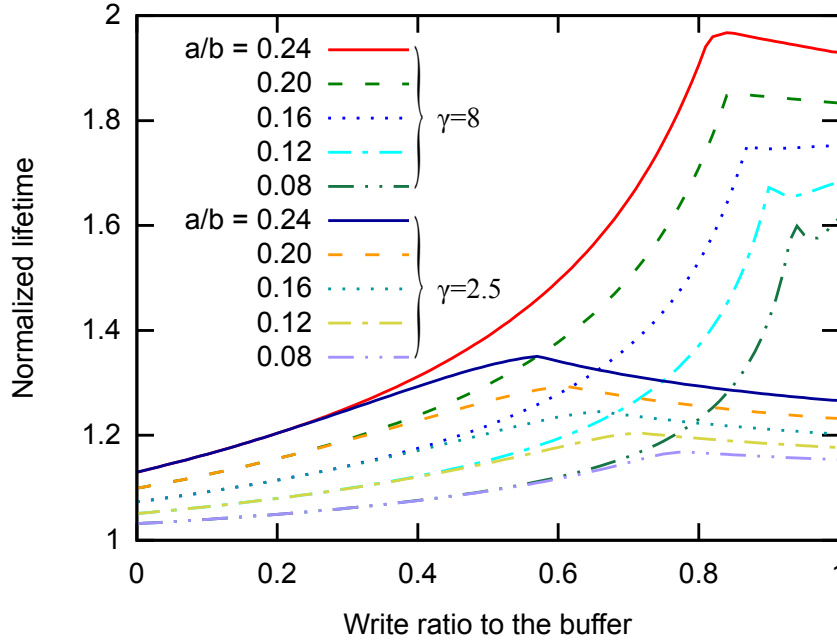 2
1.8
1.6
1.4
1.2
1
Normalized lifetime
a/b = 0.24
0.20
0.16
0.12
0.08
γ=8
a/b = 0.24
0.20
0.16
0.12
0.08
γ=2.5
0 0.2 0.4 0.6 0.8 1
Write ratio to the buffer